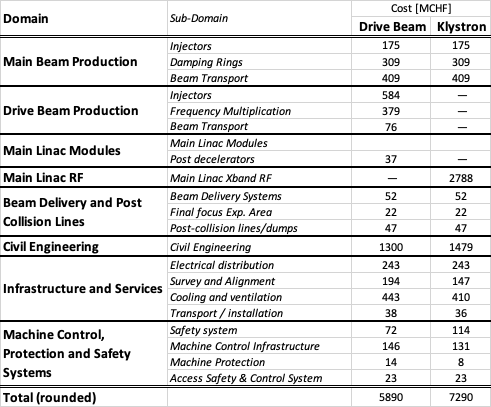 Domain Sub-Domain Cost [MCHF]
Drive Beam Klystron
Main Beam Production
Injectors 175 175
Damping Rings 309 309
Beam Transport 409 409
Drive Beam Production
Injectors 584 —
Frequency Multiplication 379 —
Beam Transport 76 —
Main Linac Modules
Main Linac Modules
Post decelerators 37 —
Main Linac RF Main Linac Xband RF — 2788
Beam Delivery and Post
Collision Lines
Beam Delivery Systems 52 52
Final focus Exp. Area 22 22
Post-collision lines/dumps 47 47
Civil Engineering Civil Engineering 1300 1479
Infrastructure and Services
Electrical distribution 243 243
Survey and Alignment 194 147
Cooling and ventilation 443 410
Transport / installation 38 36
Machine Control,
Protection and Safety
Systems
Safety system 72 114
Machine Control Infrastructure 146 131
Machine Protection 14 8
Access Safety & Control System 23 23
Total (rounded) 5890 7290